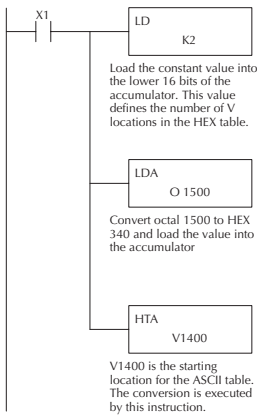 X1
LD
K2
Load the constant value into
the lower 16 bits of the
accumulator. This value
defines the number of V
locations in the HEX table.
LDA
O 1500
Convert octal 1500 to HEX
340 and load the value into
the accumulator
HTA
V1400
V1400 is the starting
location for the ASCII table.
The conversion is executed
by this instruction.